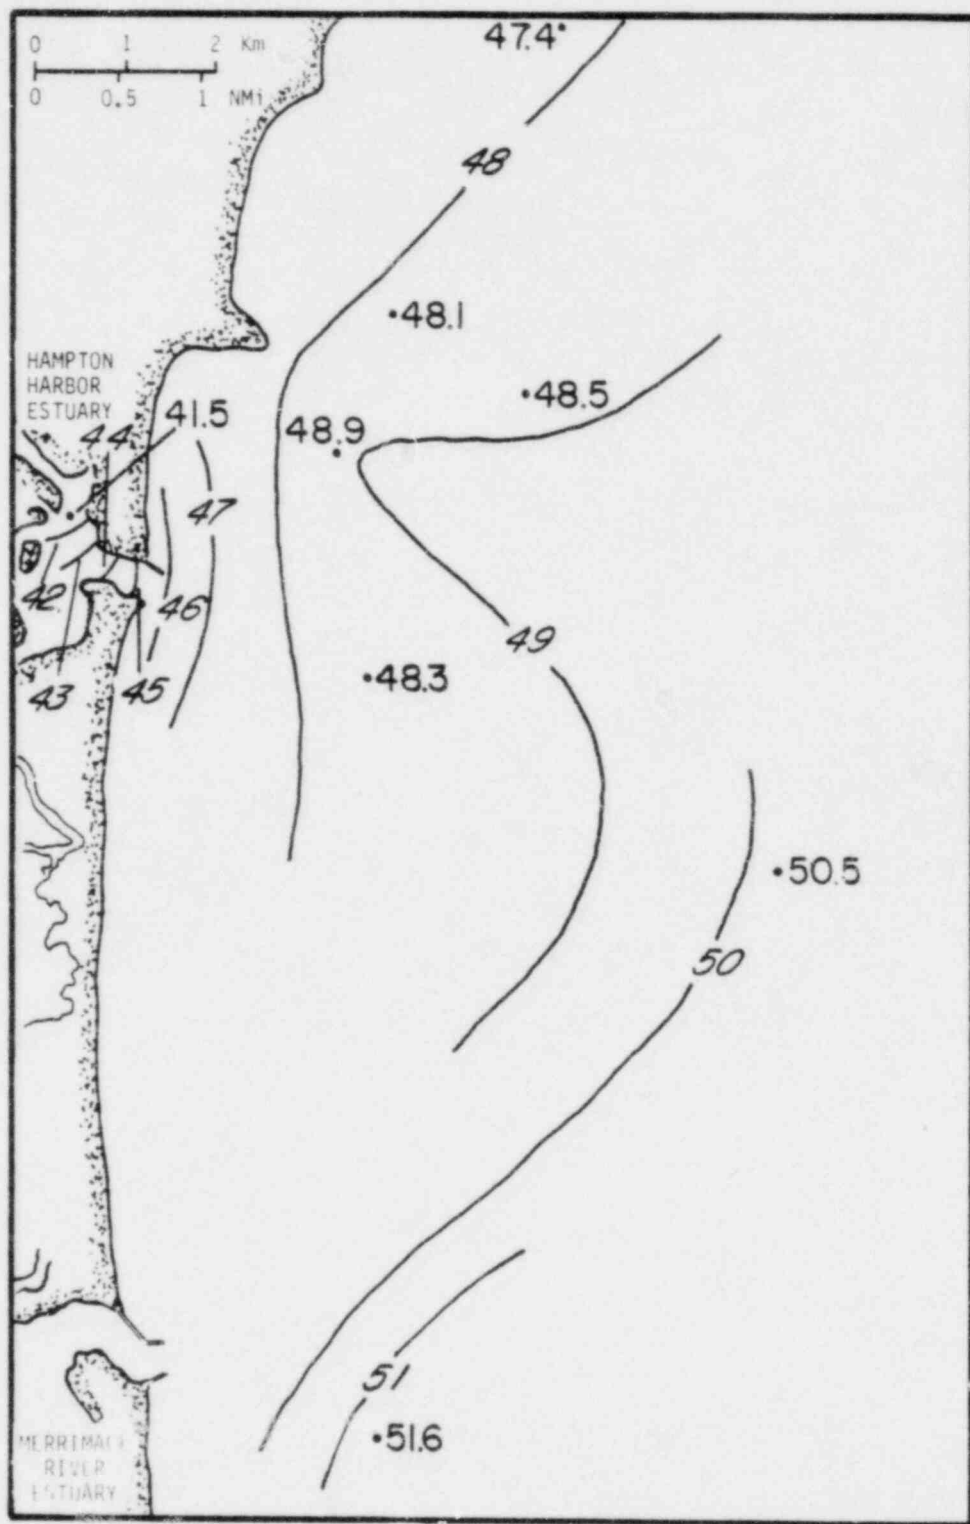 0 1 2 Km
0 0.5 1 NMi
47.4
48
48.1
HAMPTON
HARBOR
ESTUARY
48.5
41.5
44
48.9
47
42
46
49
43
45
48.3
50.5
50
51
51.6
MERRIMACK
RIVER
ESTUARY